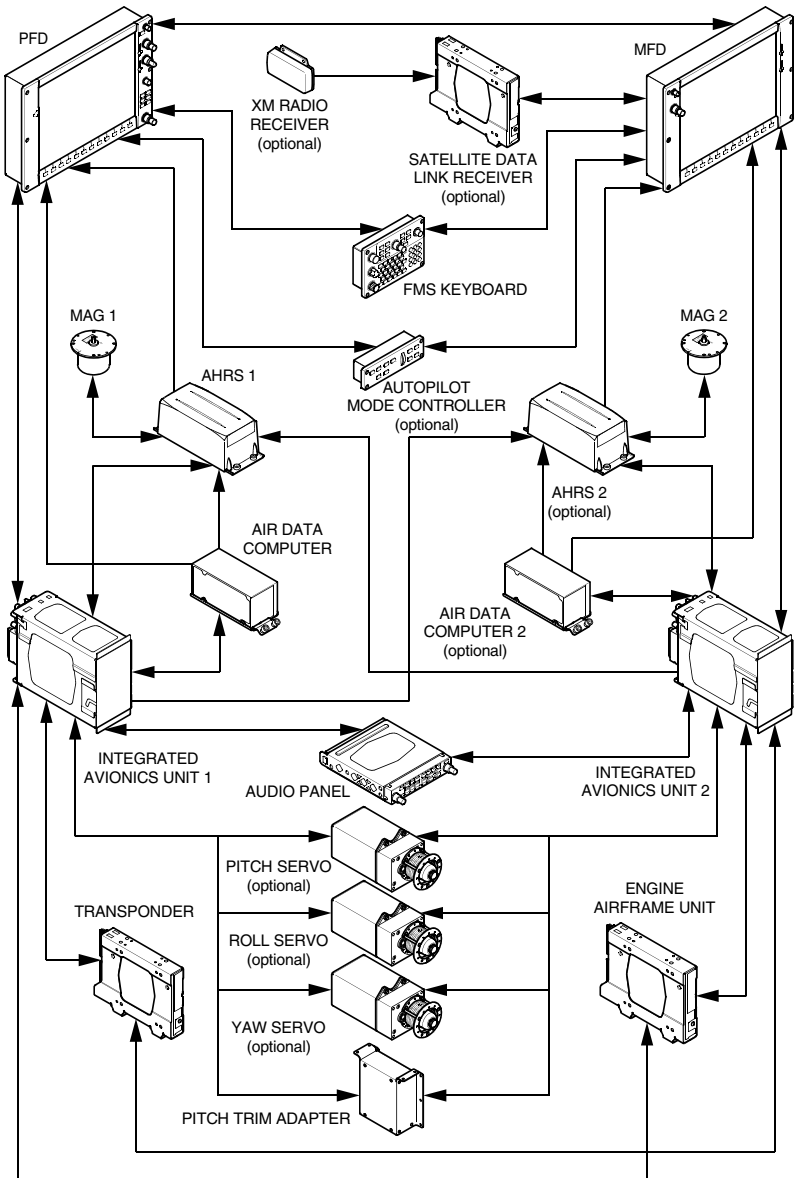 PFD
MFD
XM RADIO
RECEIVER
(optional)
SATELLITE DATA
LINK RECEIVER
(optional)
FMS KEYBOARD
MAG 1
MAG 2
AHRS 1
AUTOPILOT
MODE CONTROLLER
(optional)
AHRS 2
(optional)
AIR DATA
COMPUTER
AIR DATA
COMPUTER 2
(optional)
INTEGRATED
AVIONICS UNIT 1
AUDIO PANEL
INTEGRATED
AVIONICS UNIT 2
PITCH SERVO
(optional)
TRANSPONDER
ENGINE
AIRFRAME UNIT
ROLL SERVO
(optional)
YAW SERVO
(optional)
PITCH TRIM ADAPTER